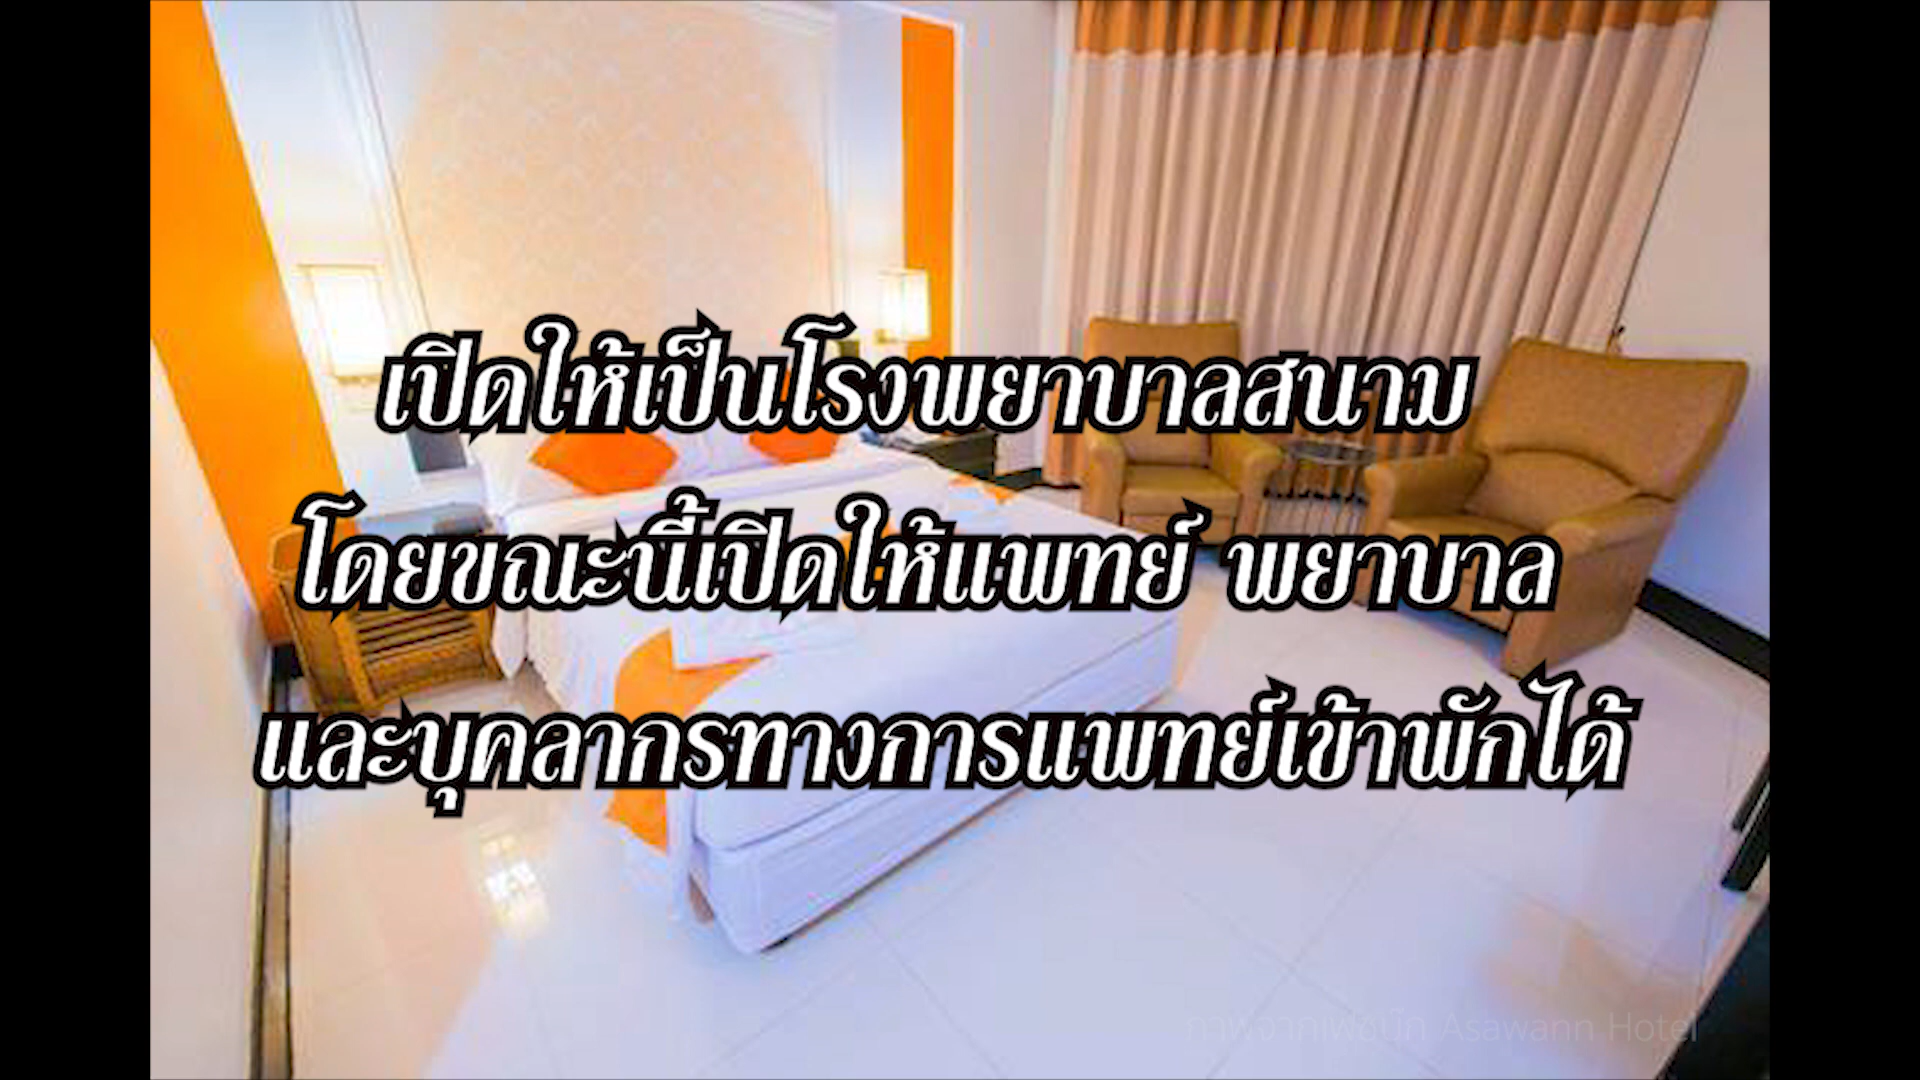 เปิดให้เป็นโรงพยาบาลสนาม
โดยขณะนี้เปิดให้แพทย์ พยาบาล
และบุคลากรทางการแพทย์เข้าพักได้
ภาพจากเฟซบุ๊ก Asawann Hotel